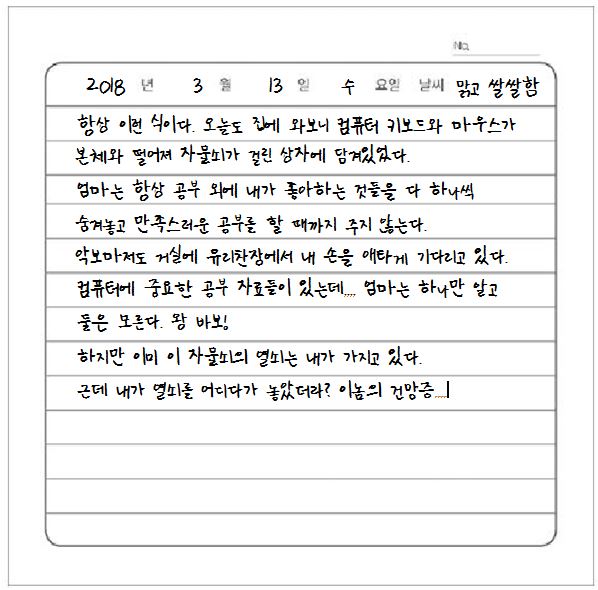 No.
2018 년 3 월 13 일 수 요일 날씨 맑고 쌀쌀함
항상 이런 식이다. 오늘도 집에 와보니 컴퓨터 키보드와 마우스가
본체와 떨어져 자물쇠가 걸린 상자에 담겨있었다.
엄마는 항상 공부 외에 내가 좋아하는 것들을 다 하나씩
숨겨놓고 만족스러운 공부를 할 때까지 주지 않는다.
악보마저도 거실에 유리찬장에서 내 손을 애타게 기다리고 있다.
컴퓨터에 중요한 공부 자료들이 있는데,,,, 엄마는 하나만 알고
둘은 모른다. 왕 바보!
하지만 이미 이 자물쇠의 열쇠는 내가 가지고 있다.
근데 내가 열쇠를 어디다가 놓았더라? 이놈의 건망증,,,,